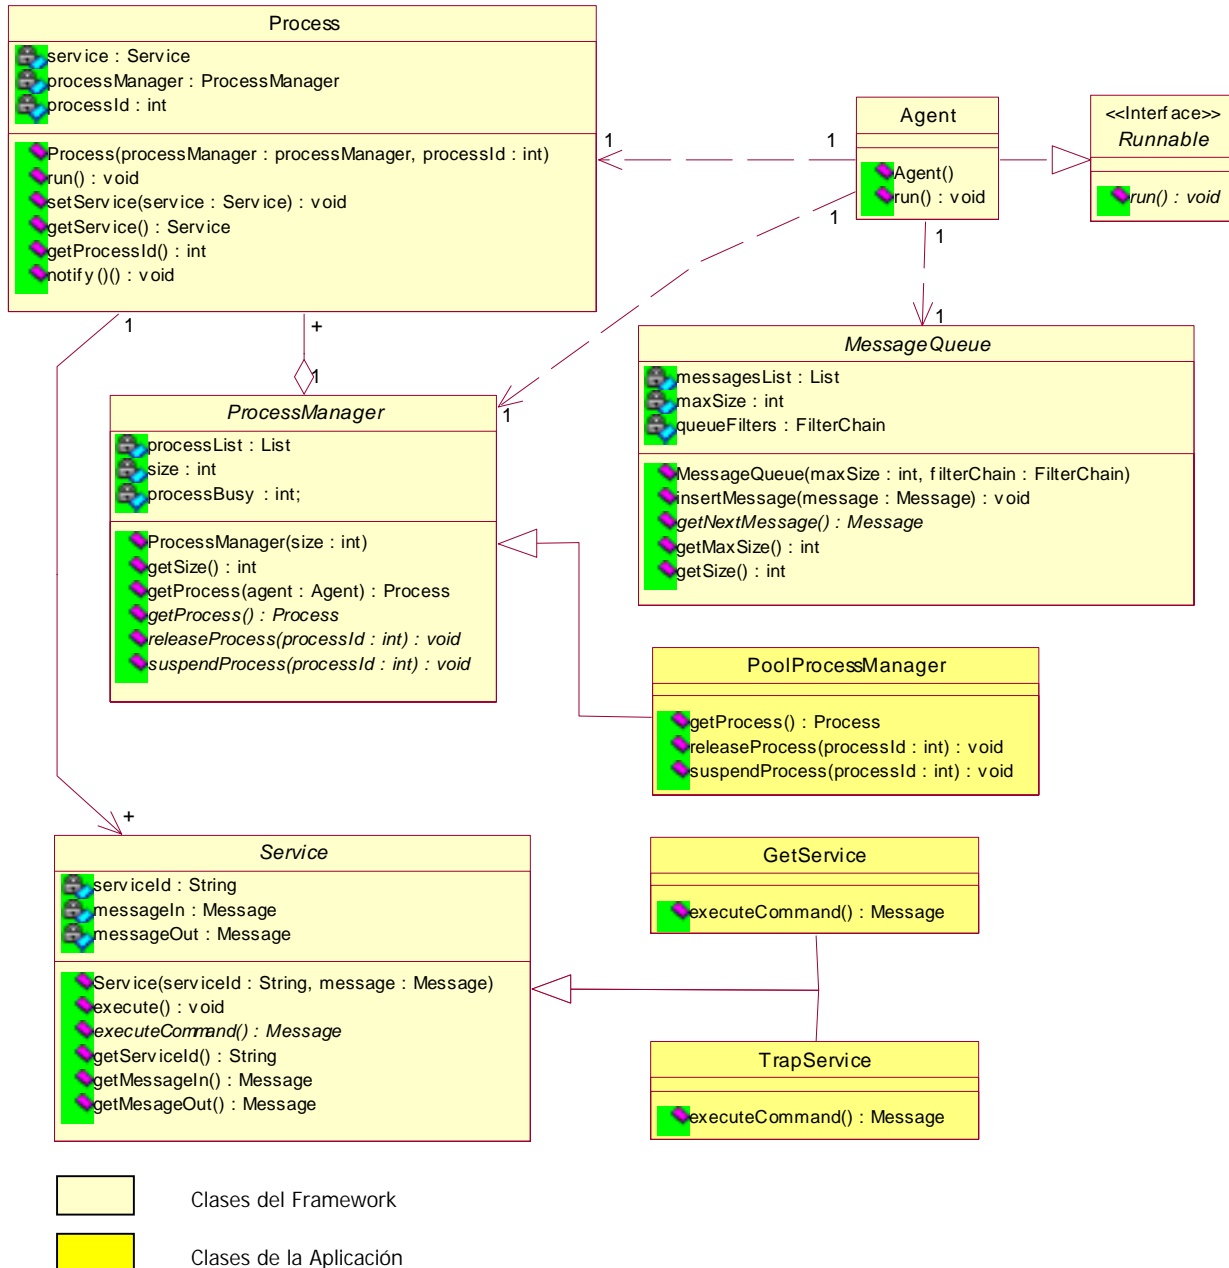 Process
service : Service
processManager : ProcessManager
processId : int
Process(processManager : processManager, processId : int)
run() : void
setService(service : Service) : void
getService() : Service
getProcessId() : int
notify()() : void
Agent
Agent()
run() : void
<<Interface>>
Runnable
run() : void
1
1
1
1
1
1
1
+
1
+
MessageQueue
messagesList : List
maxSize : int
queueFilters : FilterChain
MessageQueue(maxSize : int, filterChain : FilterChain)
insertMessage(message : Message) : void
getNextMessage() : Message
getMaxSize() : int
getSize() : int
ProcessManager
processList : List
size : int
processBusy : int;
ProcessManager(size : int)
getSize() : int
getProcess(agent : Agent) : Process
getProcess() : Process
releaseProcess(processId : int) : void
suspendProcess(processId : int) : void
PoolProcessManager
getProcess() : Process
releaseProcess(processId : int) : void
suspendProcess(processId : int) : void
Service
serviceId : String
messageIn : Message
messageOut : Message
Service(serviceId : String, message : Message)
execute() : void
executeCommand() : Message
getServiceId() : String
getMessageIn() : Message
getMesageOut() : Message
GetService
executeCommand() : Message
TrapService
executeCommand() : Message
Clases del Framework
Clases de la Aplicación